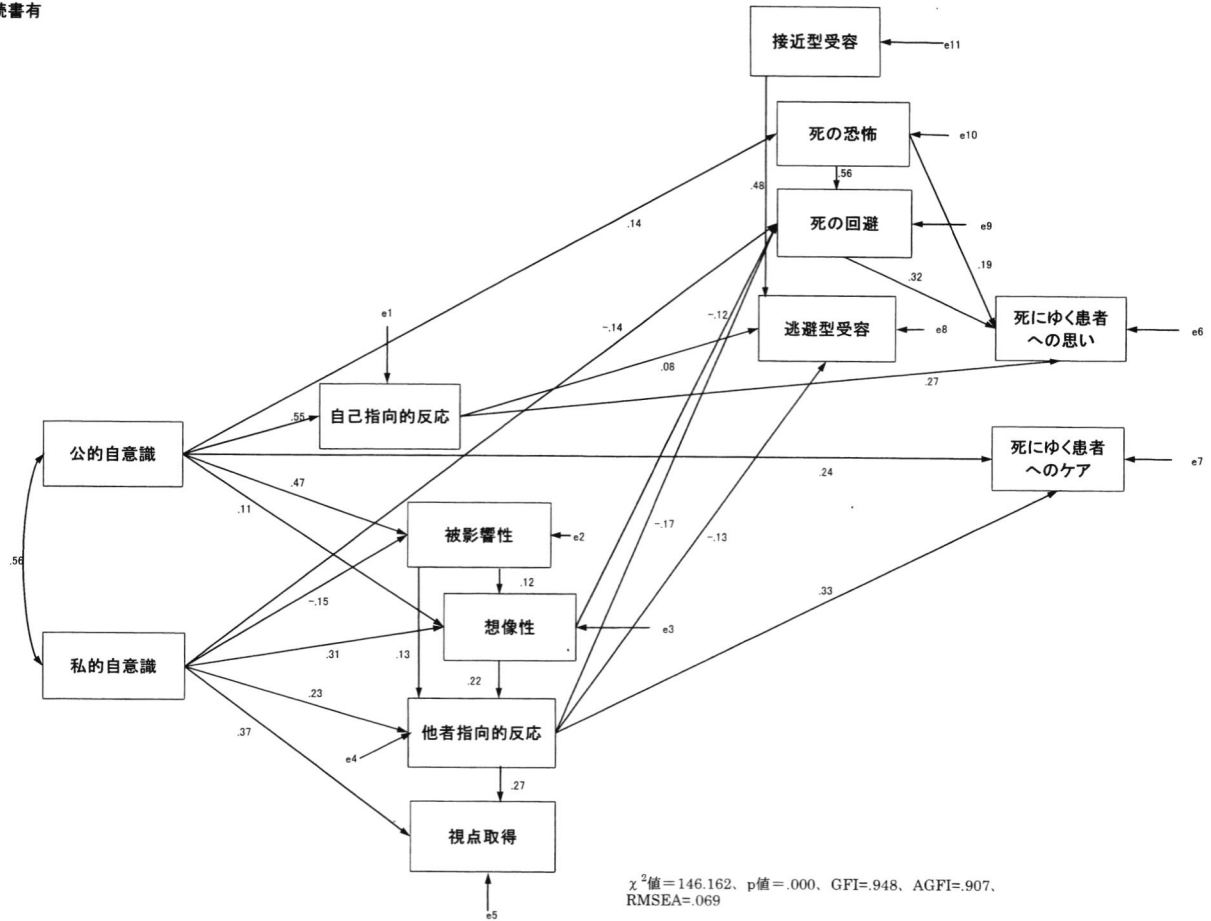 読書有
接近型受容
e11
死の恐怖
e10
.56
.48
.14
死の回避
e9
.19
.32
e1
-.14
-.12
逃避型受容
e8
死にゆく患者
への思い
e6
.08
.27
.55
自己指向的反応
公的自意識
死にゆく患者
へのケア
e7
.24
.47
.11
被影響性
e2
-.17
-.13
.56
.12
-.15
.33
想像性
e3
.31
.13
私的自意識
.22
.23
.37
他者指向的反応
e4
.27
視点取得
e5
χ²値=146.162、p値=.000、GFI=.948、AGFI=.907、
RMSEA=.069